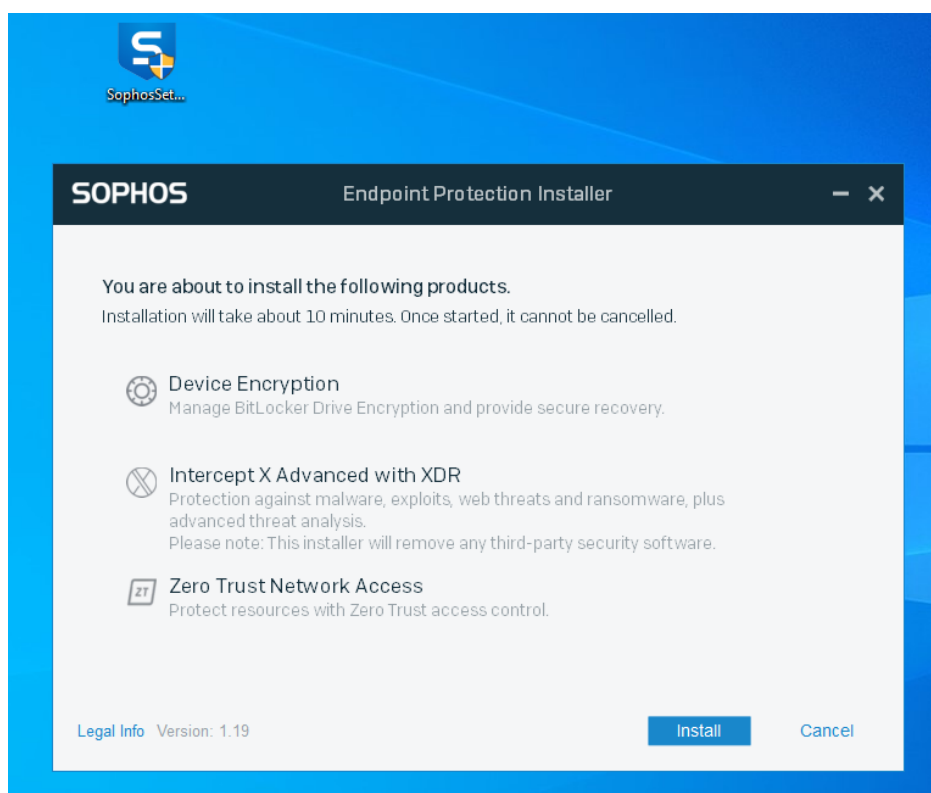 SophosSet...
SOPHOS Endpoint Protection Installer
You are about to install the following products.
Installation will take about 10 minutes. Once started, it cannot be cancelled.
Device Encryption
Manage BitLocker Drive Encryption and provide secure recovery.
Intercept X Advanced with XDR
Protection against malware, exploits, web threats and ransomware, plus
advanced threat analysis.
Please note: This installer will remove any third-party security software.
ZT Zero Trust Network Access
Protect resources with Zero Trust access control.
Legal Info Version: 1.19 Install Cancel